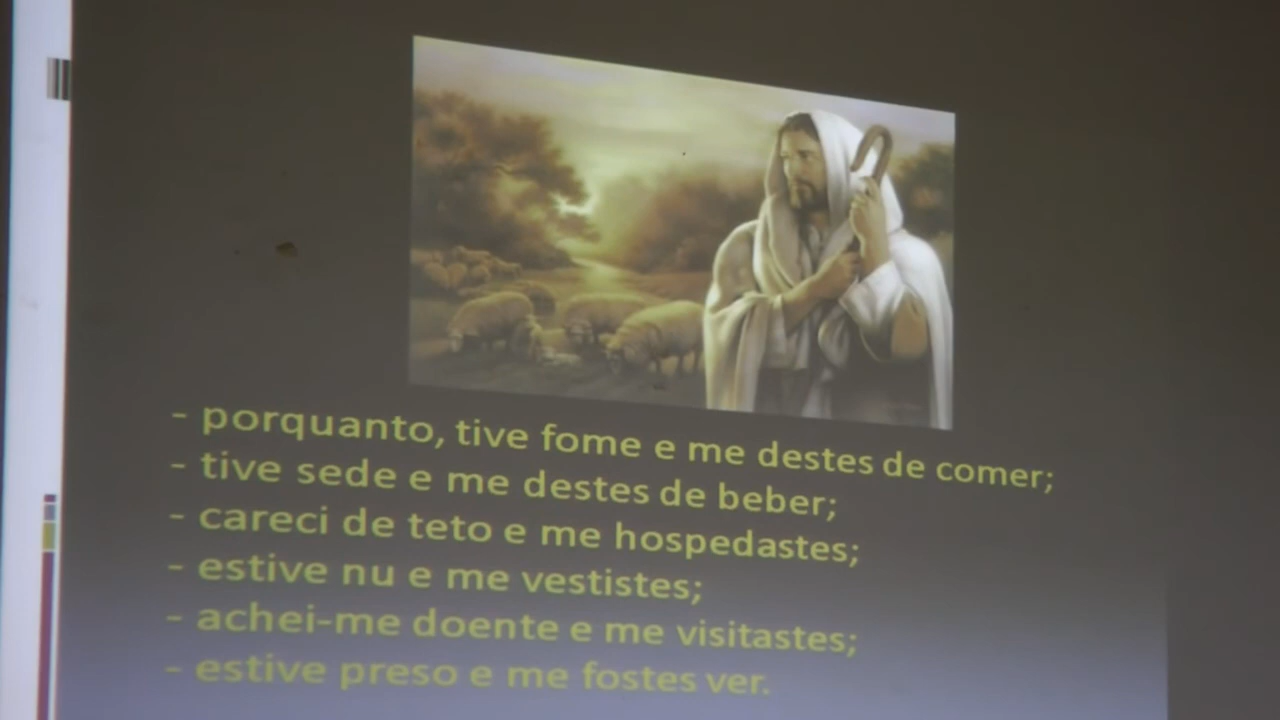 - porquanto, tive fome e me destes de comer;
- tive sede e me destes de beber;
- careci de teto e me hospedastes;
- estive nu e me vestistes;
- achei-me doente e me visitastes;
- estive preso e me fostes ver.